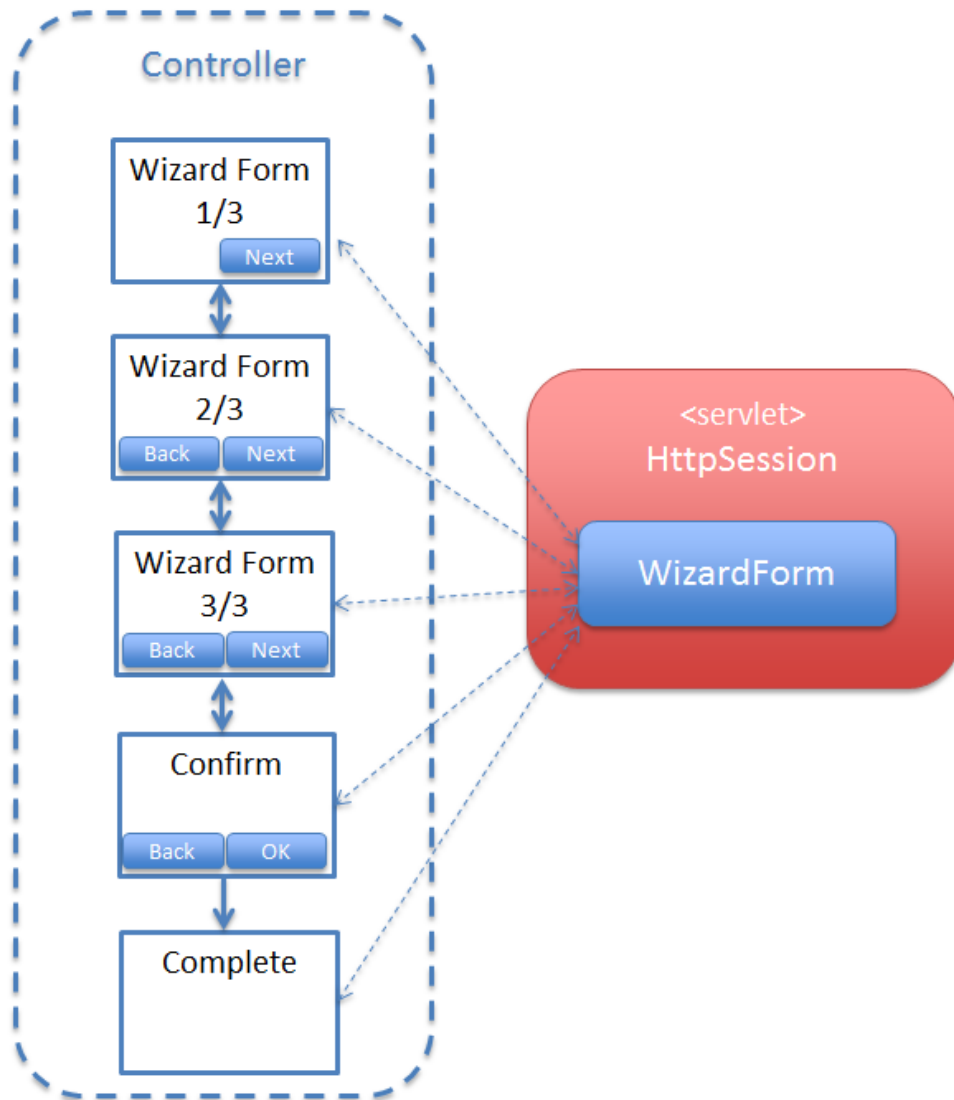 Controller
Wizard Form
1/3
Next
Wizard Form
2/3
Back Next
Wizard Form
3/3
Back Next
Confirm
Back OK
Complete
<servlet>
HttpSession
WizardForm